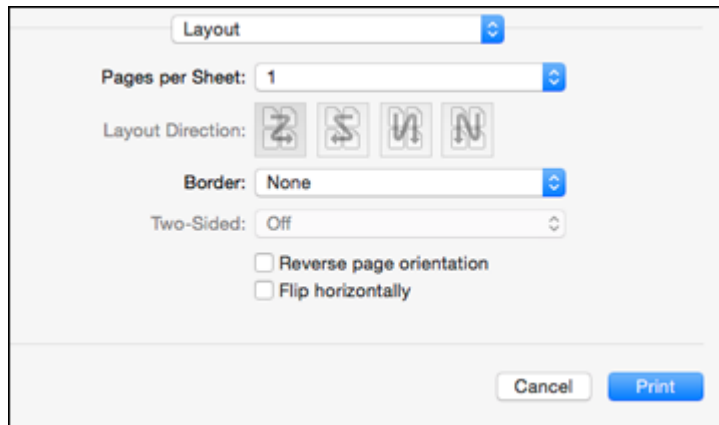 Layout
Pages per Sheet: 1
Layout Direction:
Border: None
Two-Sided: Off
Reverse page orientation
Flip horizontally
Cancel Print